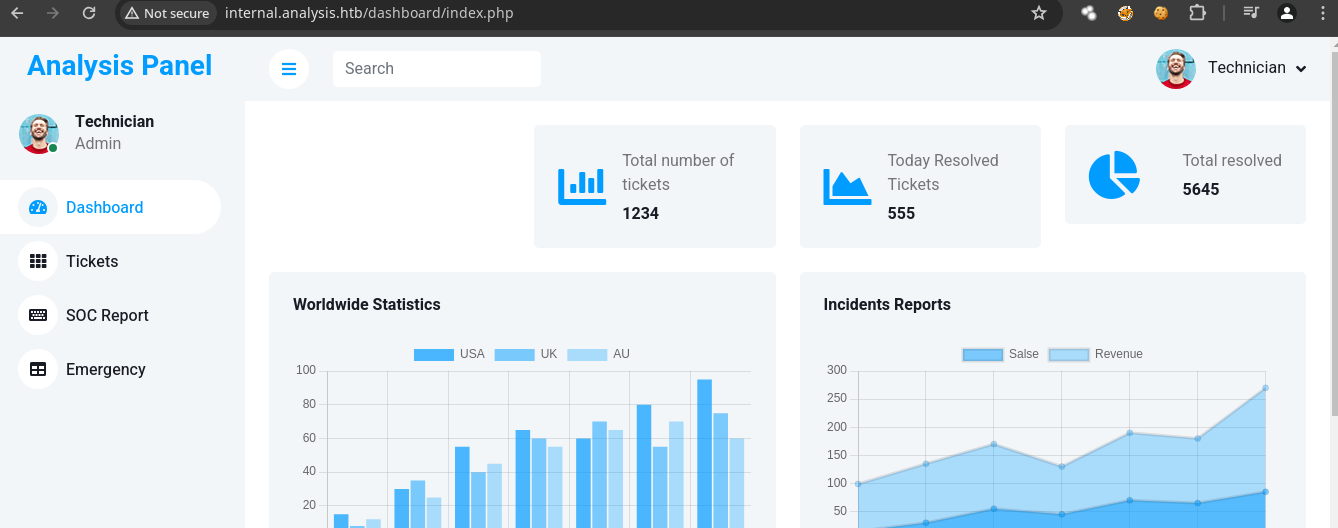 Not secure internal.analysis.htb/dashboard/index.php
Analysis Panel
Search
Technician
Technician
Admin
Dashboard
Tickets
SOC Report
Emergency
Total number of
tickets
1234
Today Resolved
Tickets
555
Total resolved
5645
Worldwide Statistics
USA UK AU
100
80
60
40
20
Incidents Reports
Salse Revenue
300
250
200
150
100
50